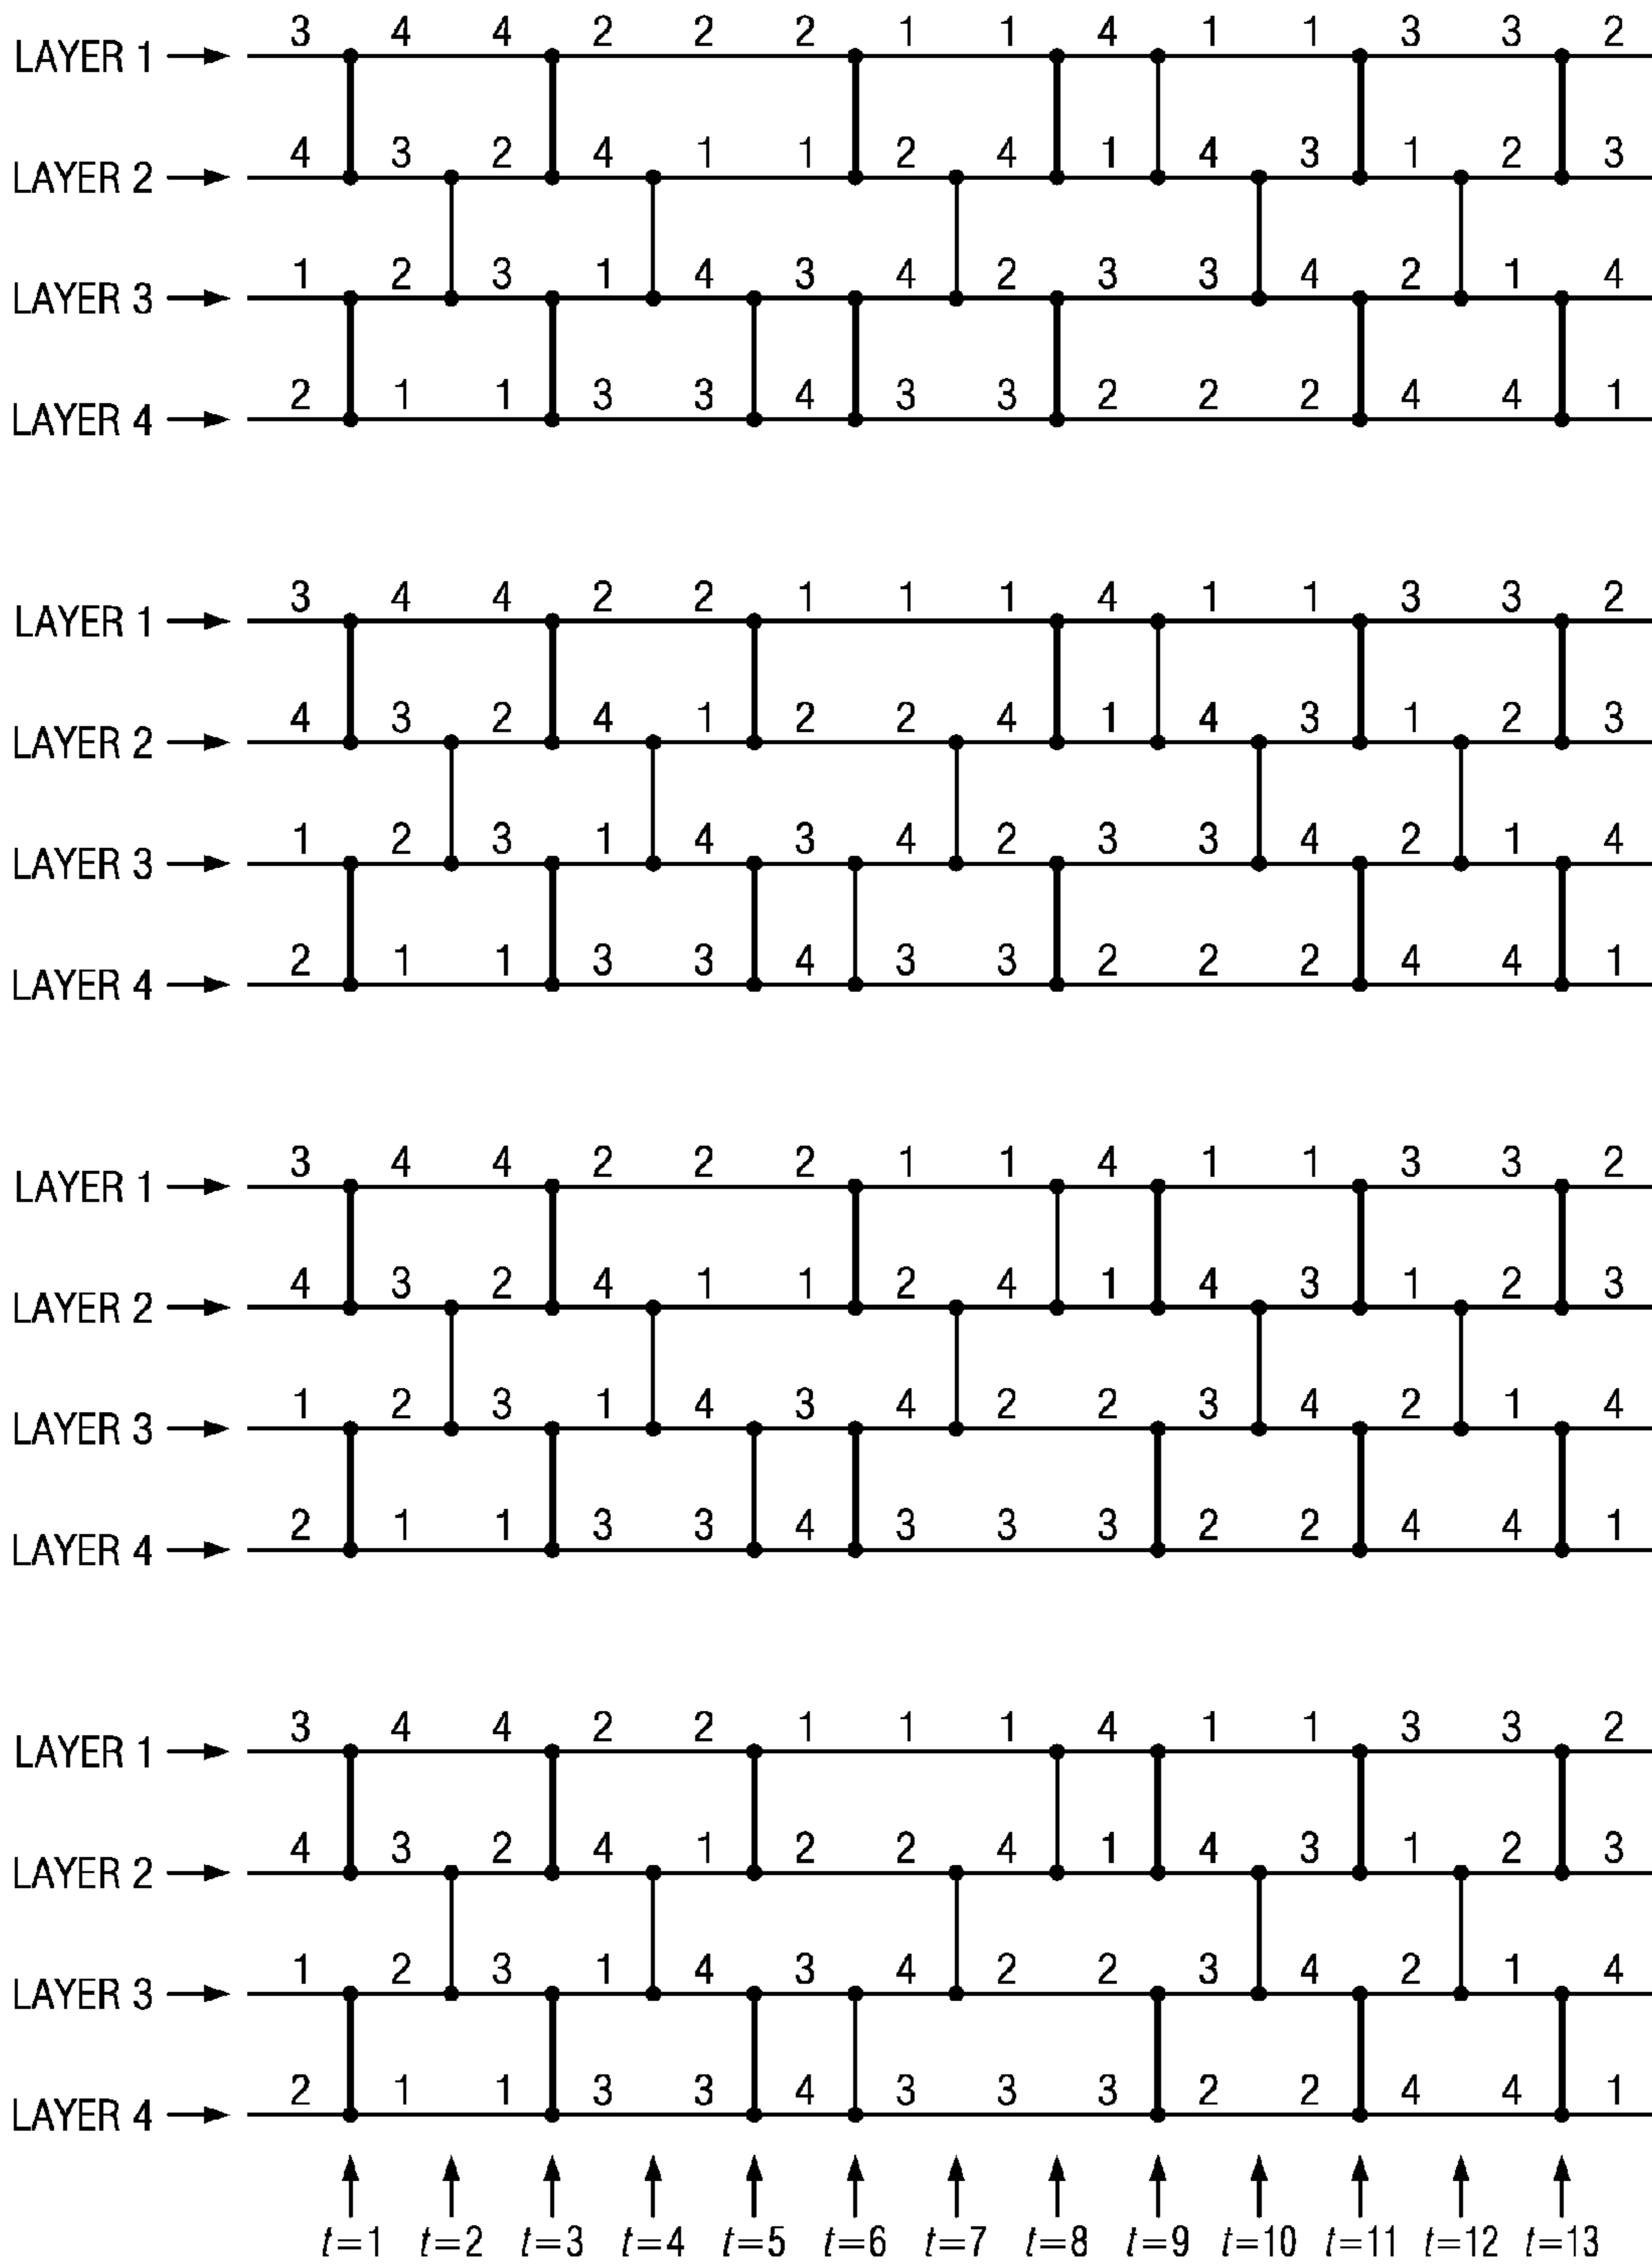 3 4 4 2 2 2 1 1 4 1 1 3 3 2
LAYER 1
4 3 2 4 1 1 2 4 1 4 3 1 2 3
LAYER 2
1 2 3 1 4 3 4 2 3 3 4 2 1 4
LAYER 3
2 1 1 3 3 4 3 3 2 2 2 4 4 1
LAYER 4
3 4 4 2 2 1 1 1 4 1 1 3 3 2
LAYER 1
4 3 2 4 1 2 2 4 1 4 3 1 2 3
LAYER 2
1 2 3 1 4 3 4 2 3 3 4 2 1 4
LAYER 3
2 1 1 3 3 4 3 3 2 2 2 4 4 1
LAYER 4
3 4 4 2 2 2 1 1 4 1 1 3 3 2
LAYER 1
4 3 2 4 1 1 2 4 1 4 3 1 2 3
LAYER 2
1 2 3 1 4 3 4 2 2 3 4 2 1 4
LAYER 3
2 1 1 3 3 4 3 3 3 2 2 4 4 1
LAYER 4
3 4 4 2 2 1 1 1 4 1 1 3 3 2
LAYER 1
4 3 2 4 1 2 2 4 1 4 3 1 2 3
LAYER 2
1 2 3 1 4 3 4 2 2 3 4 2 1 4
LAYER 3
2 1 1 3 3 4 3 3 3 2 2 4 4 1
LAYER 4
t=1 t=2 t=3 t=4 t=5 t=6 t=7 t=8 t=9 t=10 t=11 t=12 t=13